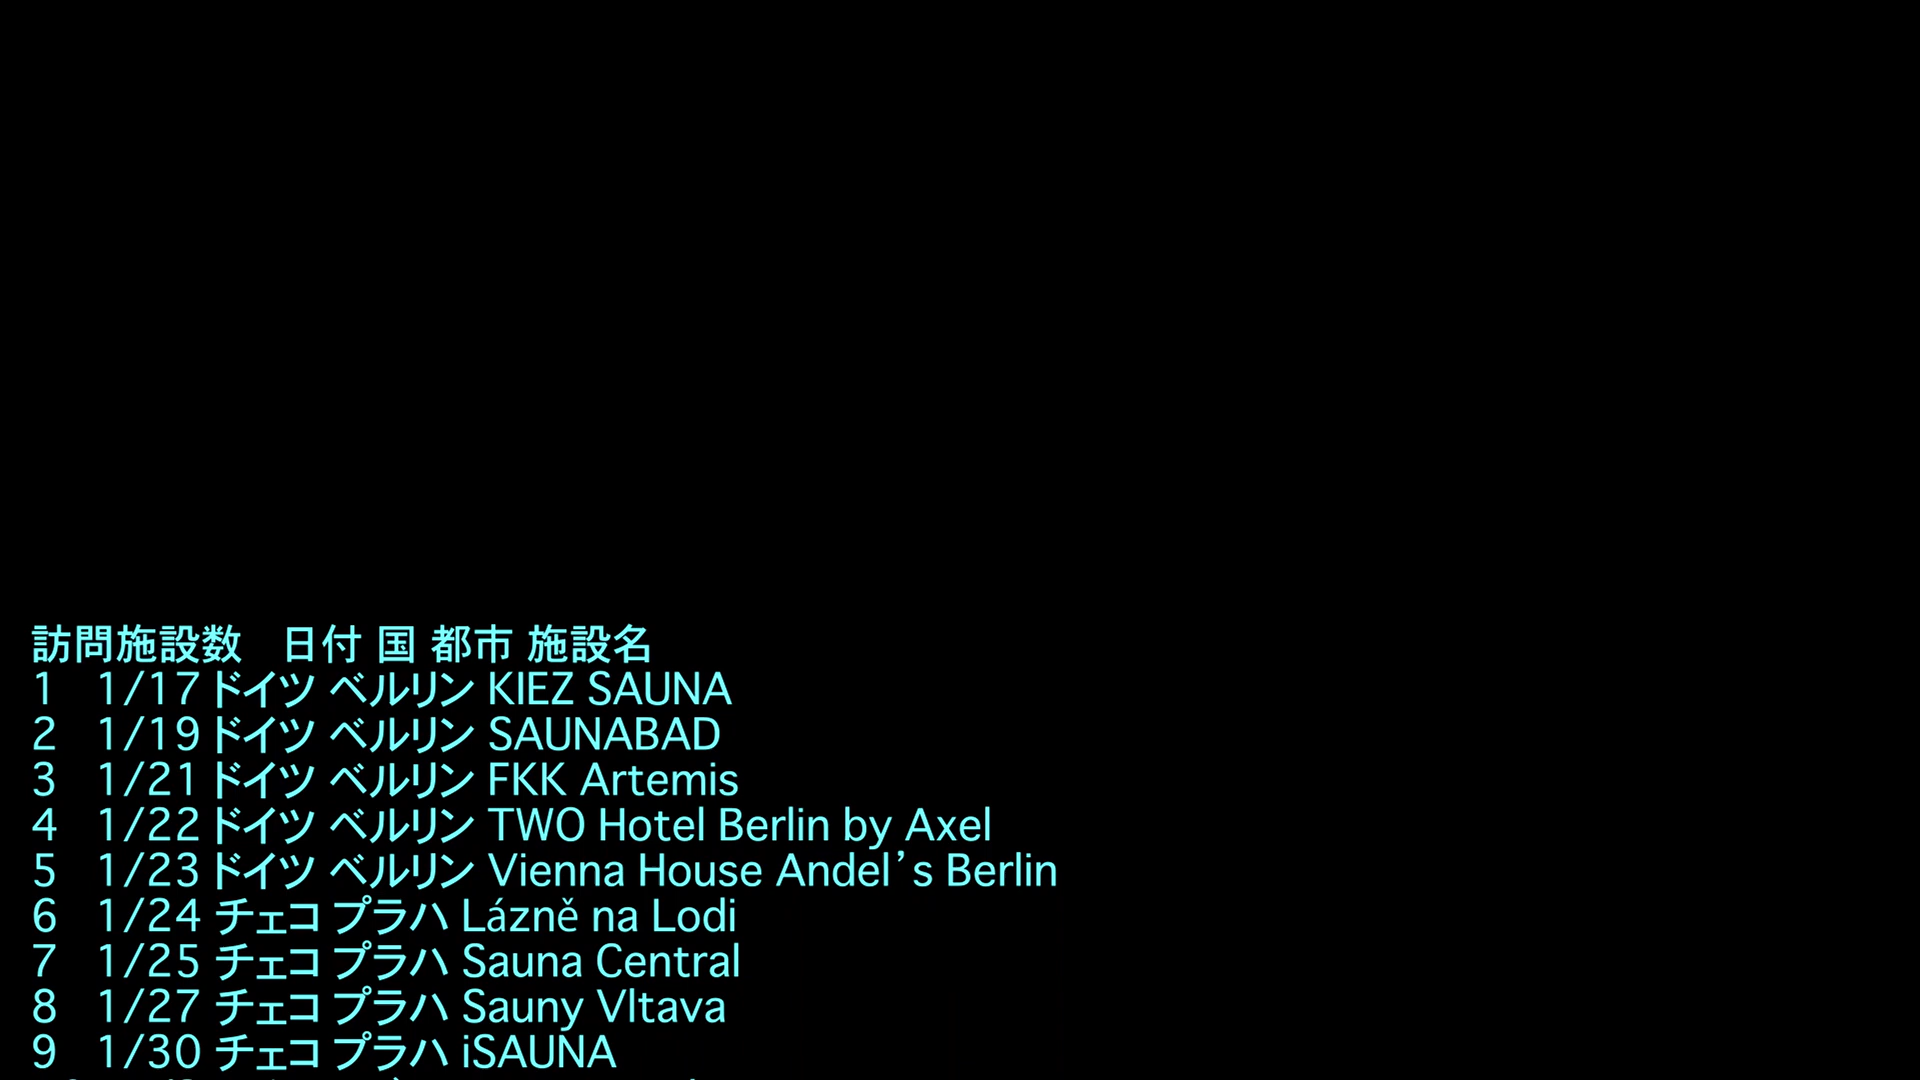 訪問施設数　日付 国 都市 施設名
1　1/17 ドイツ ベルリン KIEZ SAUNA
2　1/19 ドイツ ベルリン SAUNABAD
3　1/21 ドイツ ベルリン FKK Artemis
4　1/22 ドイツ ベルリン TWO Hotel Berlin by Axel
5　1/23 ドイツ ベルリン Vienna House Andel’s Berlin
6　1/24 チェコ プラハ Lázně na Lodi
7　1/25 チェコ プラハ Sauna Central
8　1/27 チェコ プラハ Sauny Vltava
9　1/30 チェコ プラハ iSAUNA